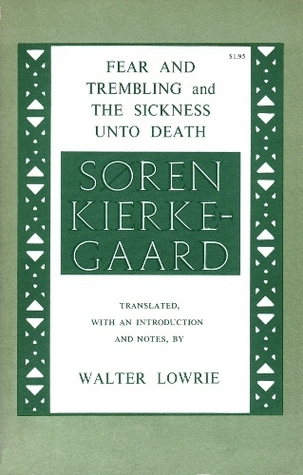 $1.95
FEAR AND
TREMBLING and
THE SICKNESS
UNTO DEATH
SØREN
KIERKE-
GAARD
TRANSLATED,
WITH AN INTRODUCTION
AND NOTES, BY
WALTER LOWRIE